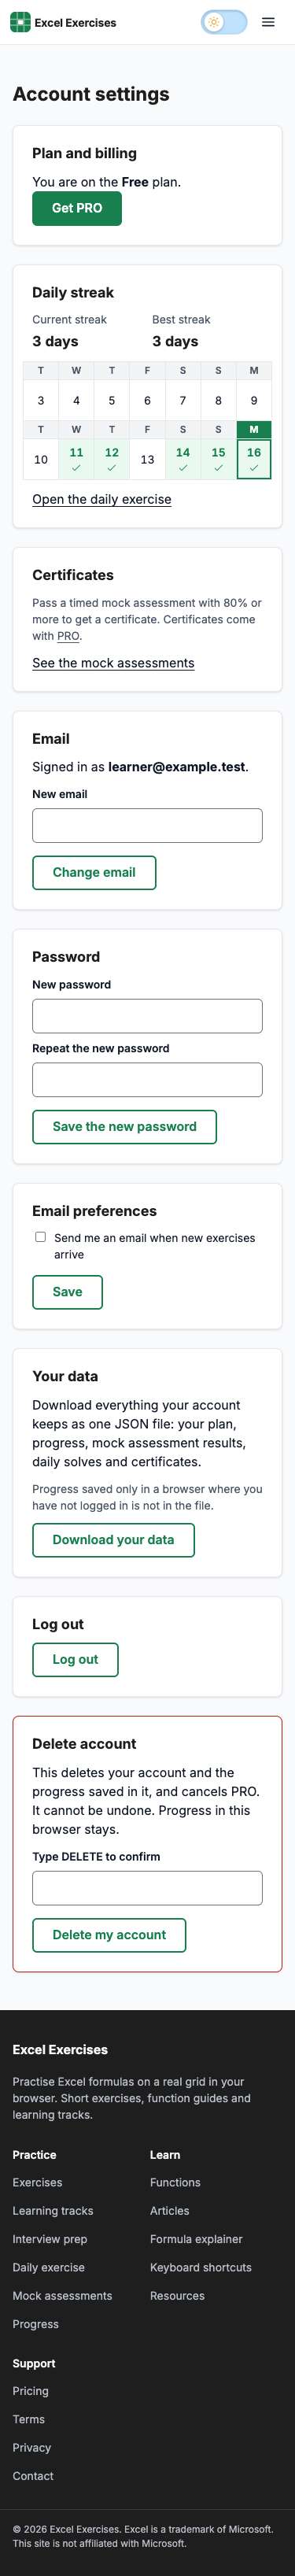 Excel Exercises
Account settings
Plan and billing
You are on the Free plan.
Get PRO
Daily streak
Current streak Best streak
3 days 3 days
T W T F S S M
3 4 5 6 7 8 9
T W T F S S M
10 11 12 13 14 15 16
Open the daily exercise
Certificates
Pass a timed mock assessment with 80% or
more to get a certificate. Certificates come
with PRO.
See the mock assessments
Email
Signed in as learner@example.test.
New email
Change email
Password
New password
Repeat the new password
Save the new password
Email preferences
Send me an email when new exercises
arrive
Save
Your data
Download everything your account
keeps as one JSON file: your plan,
progress, mock assessment results,
daily solves and certificates.
Progress saved only in a browser where you
have not logged in is not in the file.
Download your data
Log out
Log out
Delete account
This deletes your account and the
progress saved in it, and cancels PRO.
It cannot be undone. Progress in this
browser stays.
Type DELETE to confirm
Delete my account
Excel Exercises
Practise Excel formulas on a real grid in your
browser. Short exercises, function guides and
learning tracks.
Practice
Exercises
Learning tracks
Interview prep
Daily exercise
Mock assessments
Progress
Learn
Functions
Articles
Formula explainer
Keyboard shortcuts
Resources
Support
Pricing
Terms
Privacy
Contact
© 2026 Excel Exercises. Excel is a trademark of Microsoft.
This site is not affiliated with Microsoft.